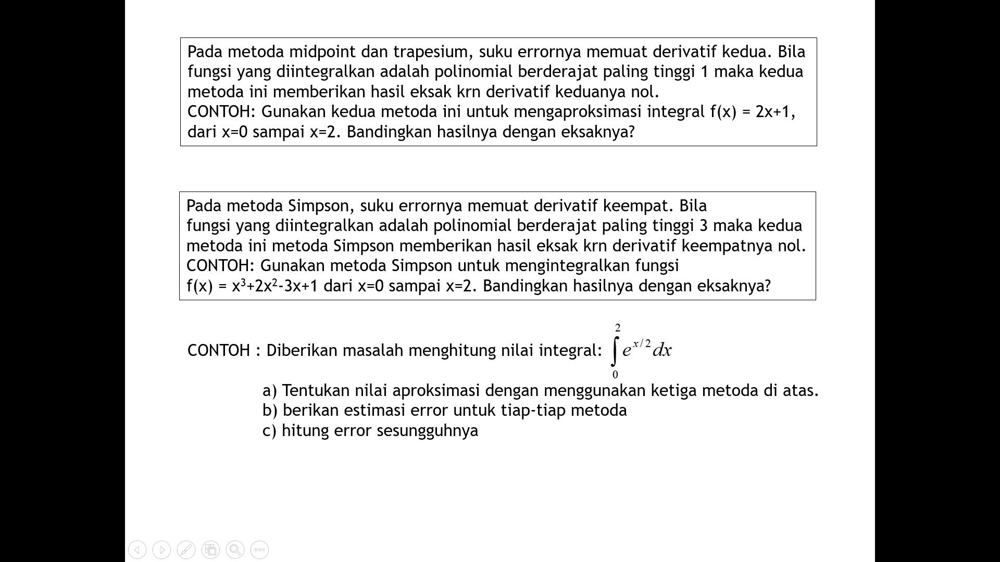 Pada metoda midpoint dan trapesium, suku errornya memuat derivatif kedua. Bila
fungsi yang diintegralkan adalah polinomial berderajat paling tinggi 1 maka kedua
metoda ini memberikan hasil eksak krn derivatif keduanya nol.
CONTOH: Gunakan kedua metoda ini untuk mengaproksimasi integral f(x) = 2x+1,
dari x=0 sampai x=2. Bandingkan hasilnya dengan eksaknya?
Pada metoda Simpson, suku errornya memuat derivatif keempat. Bila
fungsi yang diintegralkan adalah polinomial berderajat paling tinggi 3 maka kedua
metoda ini metoda Simpson memberikan hasil eksak krn derivatif keempatnya nol.
CONTOH: Gunakan metoda Simpson untuk mengintegralkan fungsi
f(x) = x³+2x²-3x+1 dari x=0 sampai x=2. Bandingkan hasilnya dengan eksaknya?
CONTOH : Diberikan masalah menghitung nilai integral: ∫₀² e^{x/2} dx
a) Tentukan nilai aproksimasi dengan menggunakan ketiga metoda di atas.
b) berikan estimasi error untuk tiap-tiap metoda
c) hitung error sesungguhnya